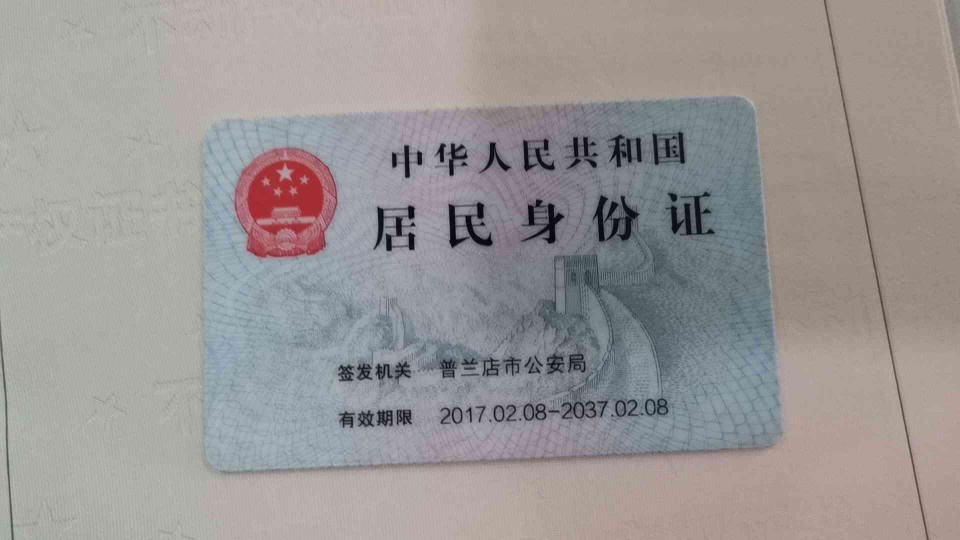 中华人民共和国
居民身份证
签发机关 普兰店市公安局
有效期限 2017.02.08-2037.02.08